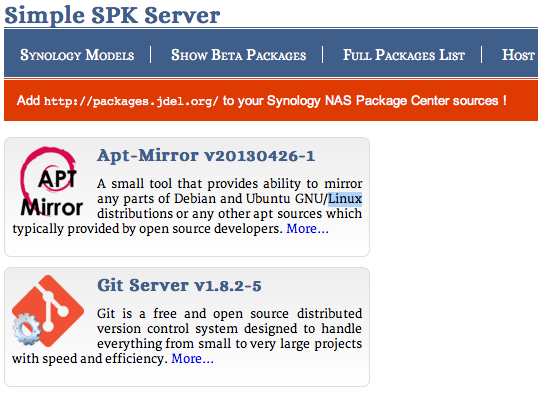 Simple SPK Server
Synology Models
Show Beta Packages
Full Packages List
Host
Add http://packages.jdel.org/ to your Synology NAS Package Center sources !
APT
Mirror
Apt-Mirror v20130426-1
A small tool that provides ability to mirror
any parts of Debian and Ubuntu GNU/Linux
distributions or any other apt sources which
typically provided by open source developers. More...
Git Server v1.8.2-5
Git is a free and open source distributed
version control system designed to handle
everything from small to very large projects
with speed and efficiency. More...